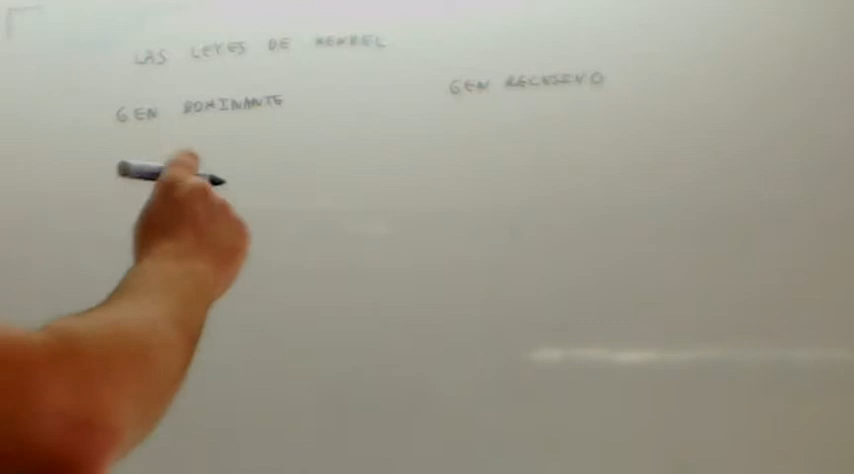 LAS LEYES DE MENDEL
GEN DOMINANTE
GEN RECESIVO